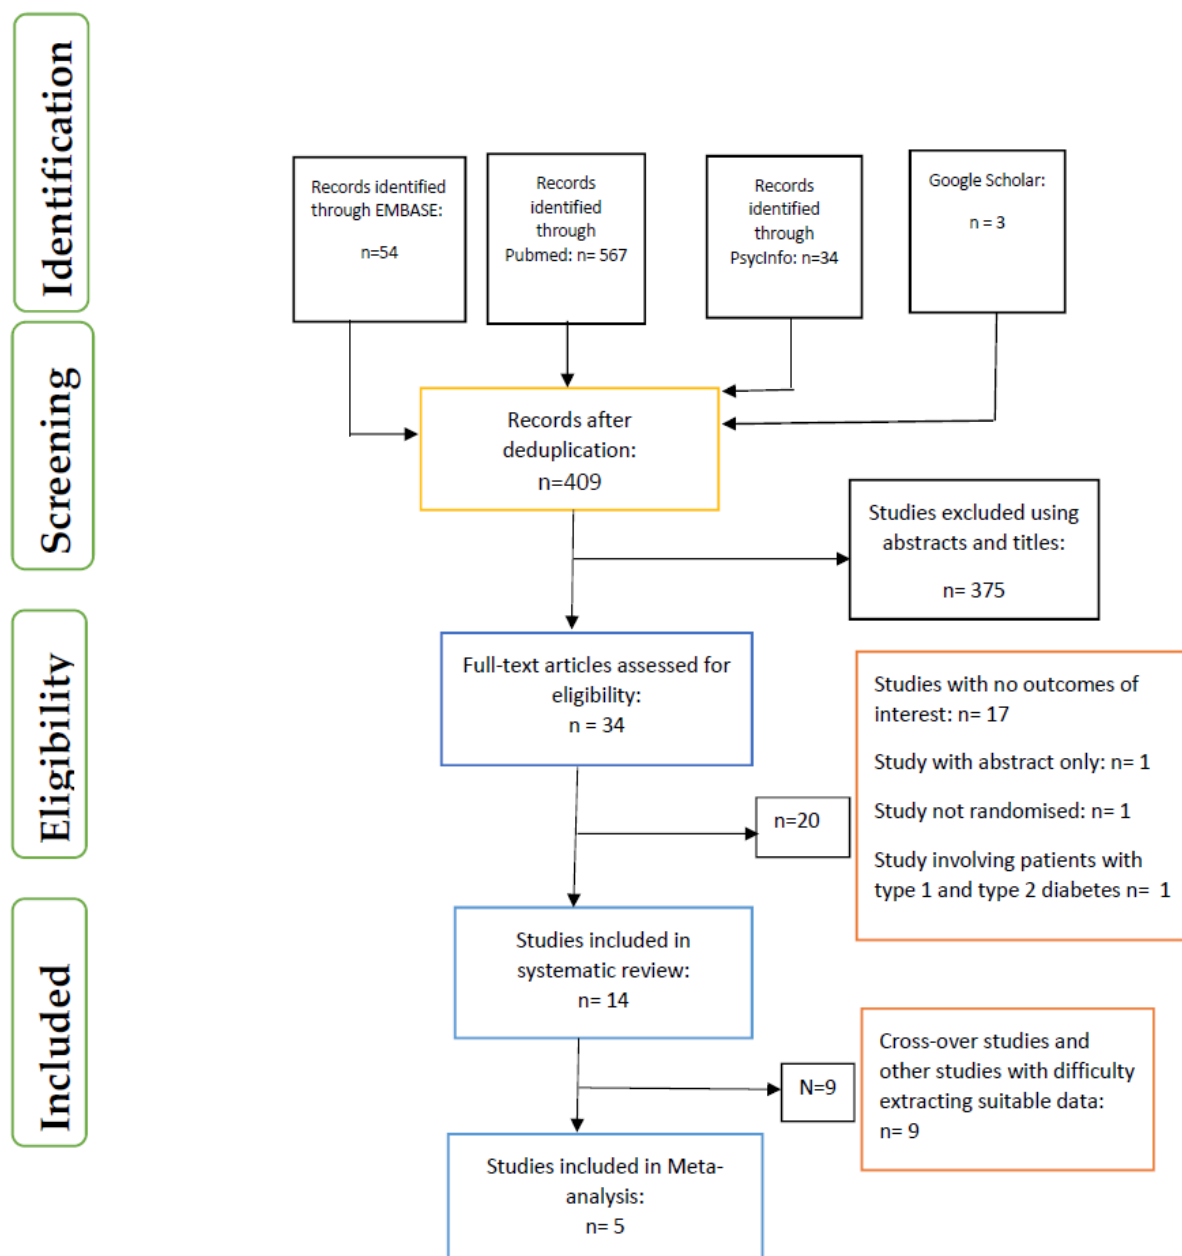 Identification
Records identified
through EMBASE:
n=54
Records
identified
through
Pubmed: n= 567
Records
identified
through
PsycInfo: n=34
Google Scholar:
n = 3
Screening
Records after
deduplication:
n=409
Studies excluded using
abstracts and titles:
n= 375
Eligibility
Full-text articles assessed for
eligibility:
n = 34
n=20
Studies with no outcomes of
interest: n= 17
Study with abstract only: n= 1
Study not randomised: n= 1
Study involving patients with
type 1 and type 2 diabetes n=  1
Included
Studies included in
systematic review:
n= 14
N=9
Cross-over studies and
other studies with difficulty
extracting suitable data:
n= 9
Studies included in Meta-
analysis:
n= 5